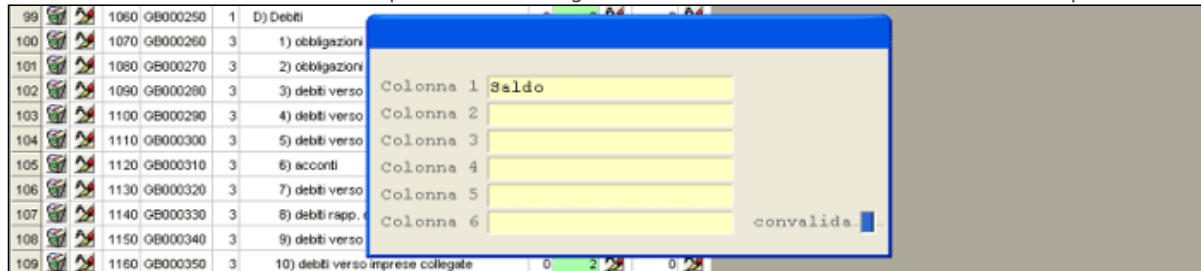 99 1060 GB000250 1 D) Debiti
100 1070 GB000260 3 1) obbligazioni
101 1080 GB000270 3 2) obbligazioni
102 1090 GB000280 3 3) debiti verso
103 1100 GB000290 3 4) debiti verso
104 1110 GB000300 3 5) debiti verso
105 1120 GB000310 3 6) acconti
106 1130 GB000320 3 7) debiti verso
107 1140 GB000330 3 8) debiti rapp.
108 1150 GB000340 3 9) debiti verso
109 1160 GB000350 3 10) debiti verso imprese collegate 0 2 0
Colonna 1 Saldo
Colonna 2
Colonna 3
Colonna 4
Colonna 5
Colonna 6
convalida